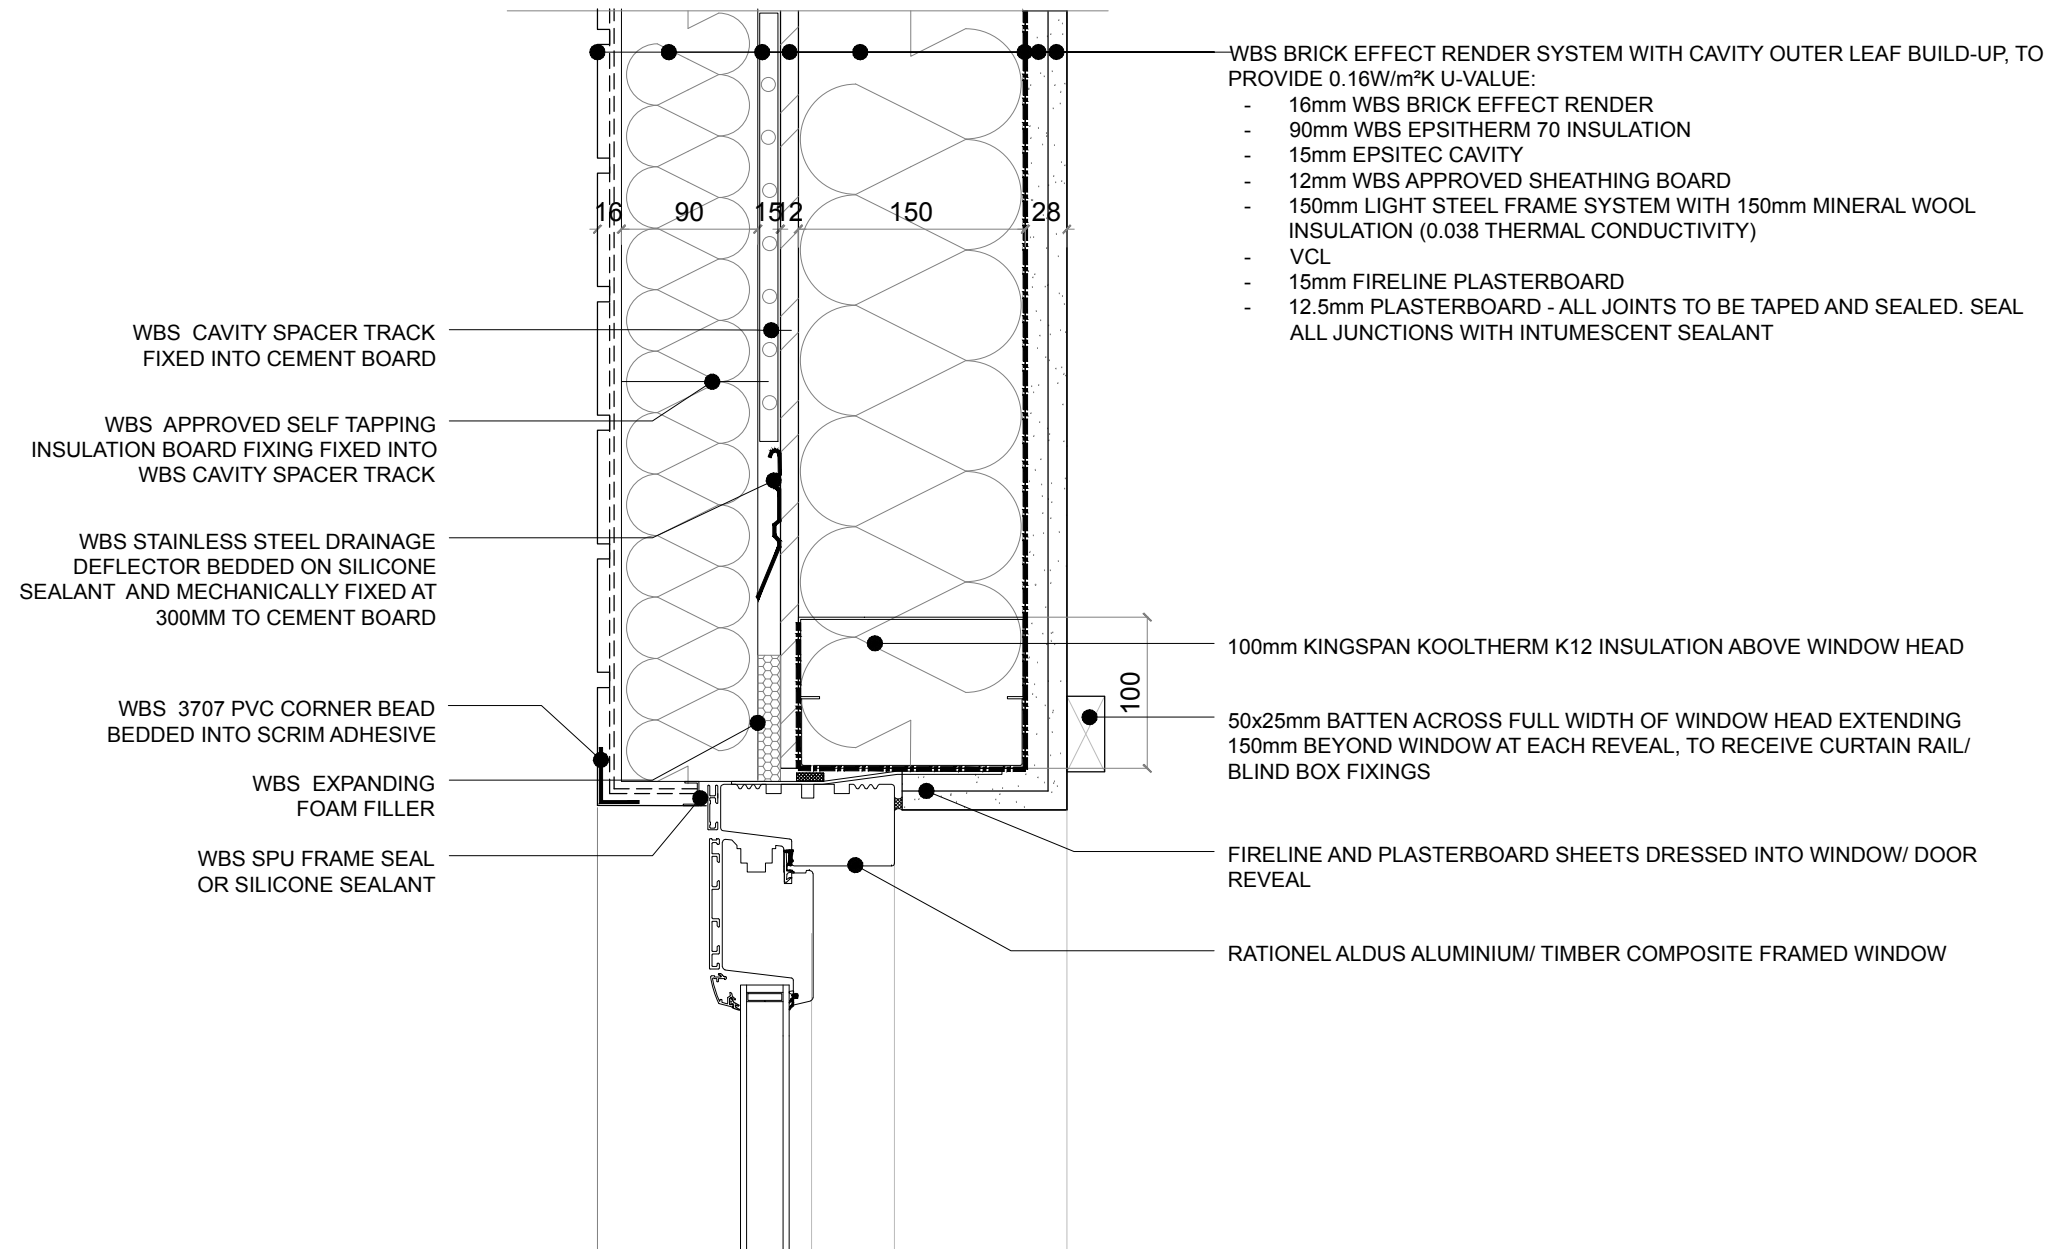 WBS BRICK EFFECT RENDER SYSTEM WITH CAVITY OUTER LEAF BUILD-UP, TO
PROVIDE 0.16W/m²K U-VALUE:
- 16mm WBS BRICK EFFECT RENDER
- 90mm WBS EPSITHERM 70 INSULATION
- 15mm EPSITEC CAVITY
- 12mm WBS APPROVED SHEATHING BOARD
- 150mm LIGHT STEEL FRAME SYSTEM WITH 150mm MINERAL WOOL
INSULATION (0.038 THERMAL CONDUCTIVITY)
- VCL
- 15mm FIRELINE PLASTERBOARD
- 12.5mm PLASTERBOARD - ALL JOINTS TO BE TAPED AND SEALED. SEAL
ALL JUNCTIONS WITH INTUMESCENT SEALANT
16 90 15 12 150 28
WBS CAVITY SPACER TRACK
FIXED INTO CEMENT BOARD
WBS APPROVED SELF TAPPING
INSULATION BOARD FIXING FIXED INTO
WBS CAVITY SPACER TRACK
WBS STAINLESS STEEL DRAINAGE
DEFLECTOR BEDDED ON SILICONE
SEALANT AND MECHANICALLY FIXED AT
300MM TO CEMENT BOARD
WBS 3707 PVC CORNER BEAD
BEDDED INTO SCRIM ADHESIVE
WBS EXPANDING
FOAM FILLER
WBS SPU FRAME SEAL
OR SILICONE SEALANT
100mm KINGSPAN KOOLTHERM K12 INSULATION ABOVE WINDOW HEAD
100
50x25mm BATTEN ACROSS FULL WIDTH OF WINDOW HEAD EXTENDING
150mm BEYOND WINDOW AT EACH REVEAL, TO RECEIVE CURTAIN RAIL/
BLIND BOX FIXINGS
FIRELINE AND PLASTERBOARD SHEETS DRESSED INTO WINDOW/ DOOR
REVEAL
RATIONEL ALDUS ALUMINIUM/ TIMBER COMPOSITE FRAMED WINDOW